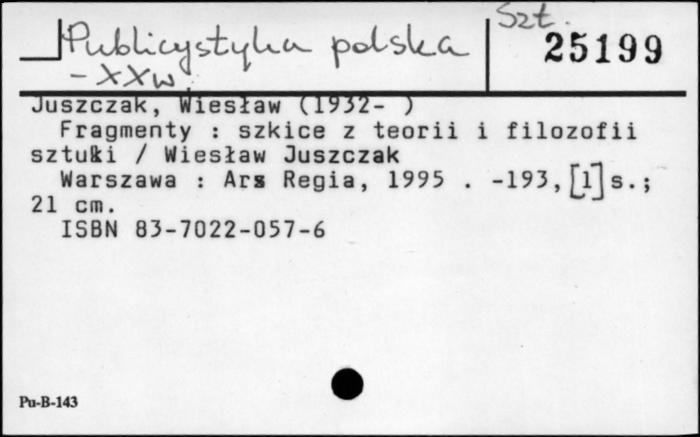 Publicystyka polska
- XX w.
Szt.
25199
Juszczak, Wiesław (1932- )
Fragmenty : szkice z teorii i filozofii
sztuki / Wiesław Juszczak
Warszawa : Ars Regia, 1995 . -193,[1]s.;
21 cm.
ISBN 83-7022-057-6
Pu-B-143